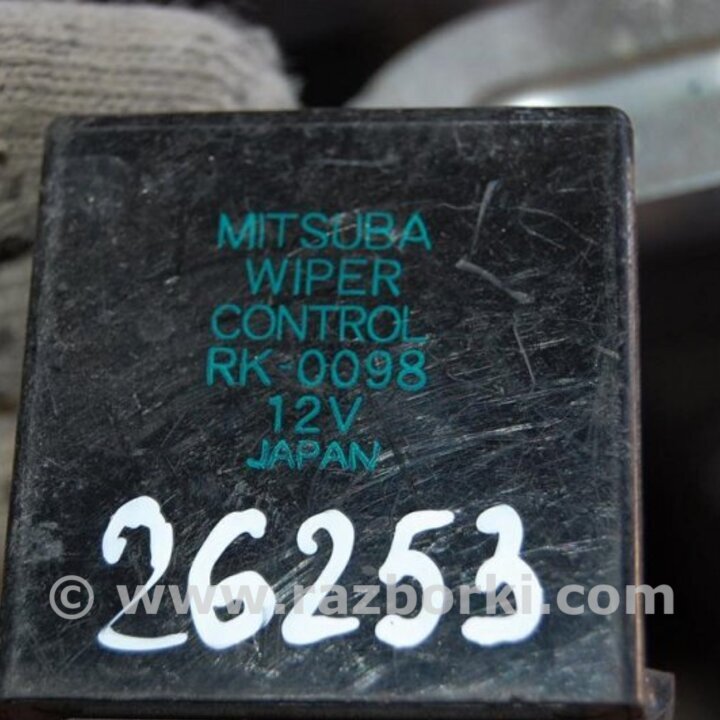 MITSUBA
WIPER
CONTROL
RK-0098
12V
JAPAN
26253
© www.razborki.com